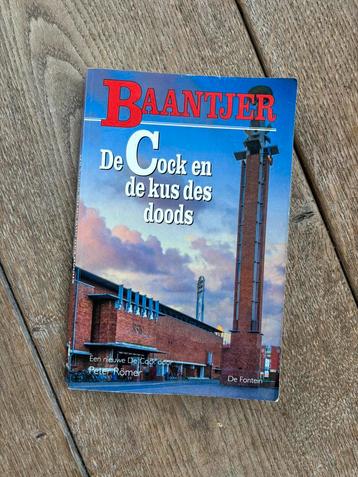 BAANTJER
De Cock en
de kus des
doods
Een nieuwe De Cock door
Peter Römer
De Fontein